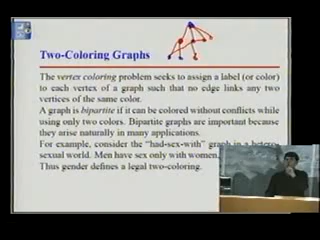 Two-Coloring Graphs
The vertex coloring problem seeks to assign a label (or color)
to each vertex of a graph such that no edge links any two
vertices of the same color.
A graph is bipartite if it can be colored without conflicts while
using only two colors. Bipartite graphs are important because
they arise naturally in many applications.
For example, consider the "had-sex-with" graph in a hetero-
sexual world. Men have sex only with women,
Thus gender defines a legal two-coloring.